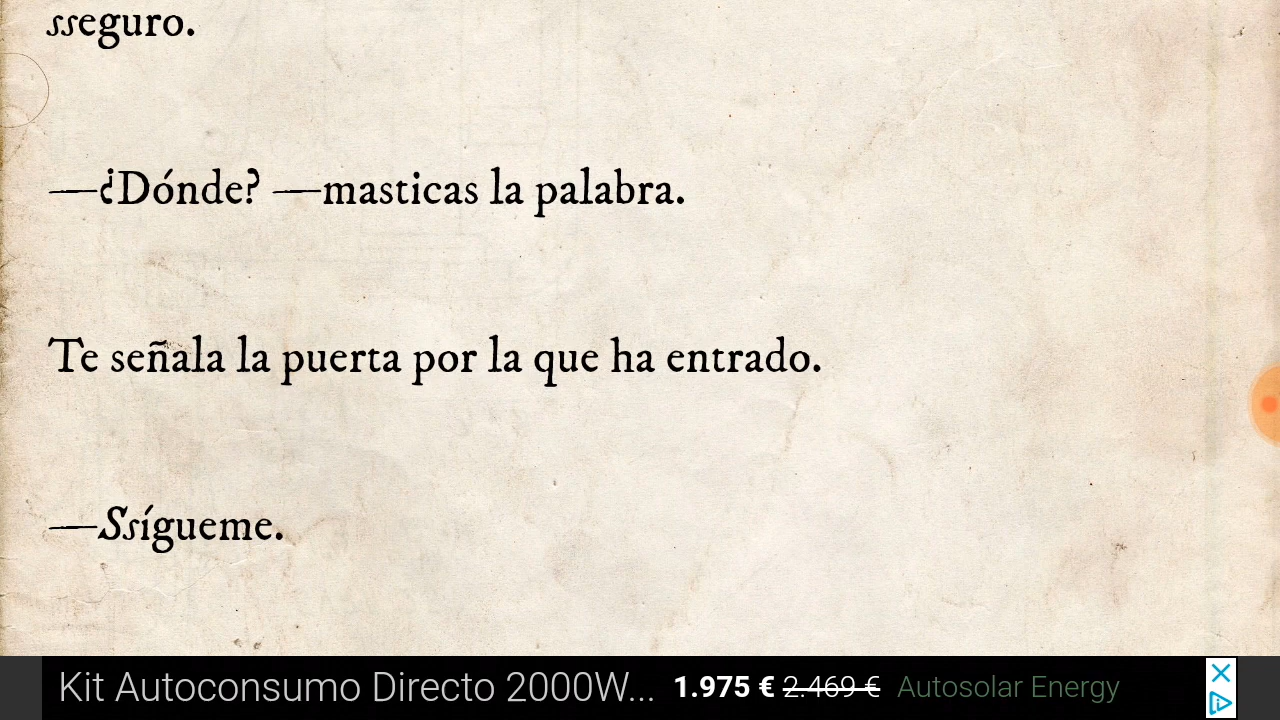 sseguro.
—¿Dónde? —masticas la palabra.
Te señala la puerta por la que ha entrado.
—Ssígueme.
Kit Autoconsumo Directo 2000W... 1.975 € 2.469 € Autosolar Energy